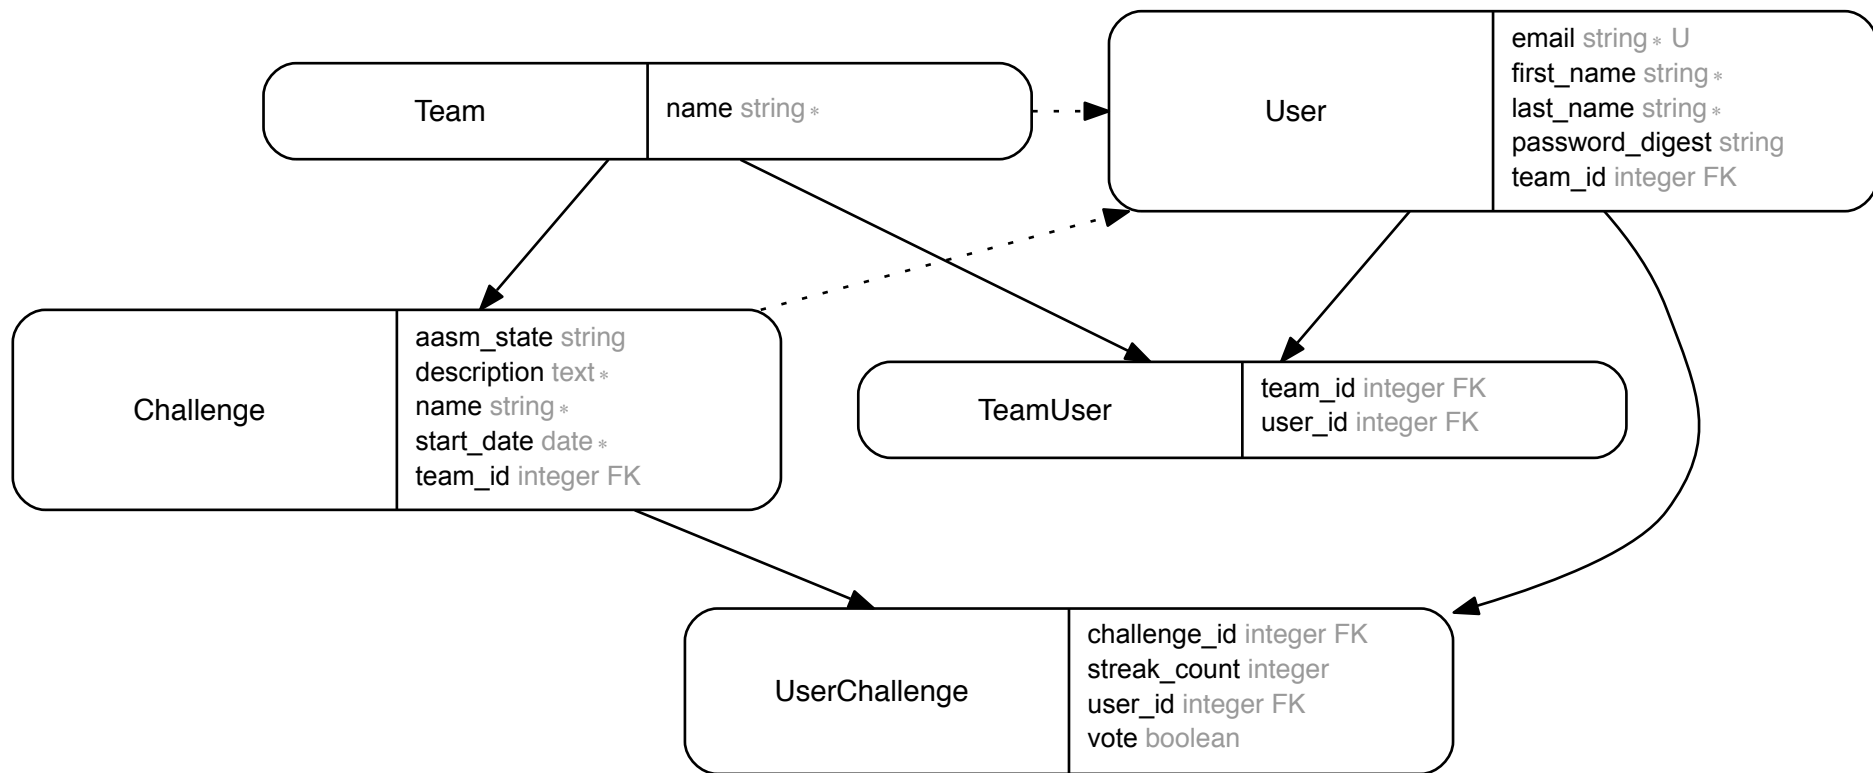 Team
name string *
User
email string * U
first_name string *
last_name string *
password_digest string
team_id integer FK
Challenge
aasm_state string
description text *
name string *
start_date date *
team_id integer FK
TeamUser
team_id integer FK
user_id integer FK
UserChallenge
challenge_id integer FK
streak_count integer
user_id integer FK
vote boolean